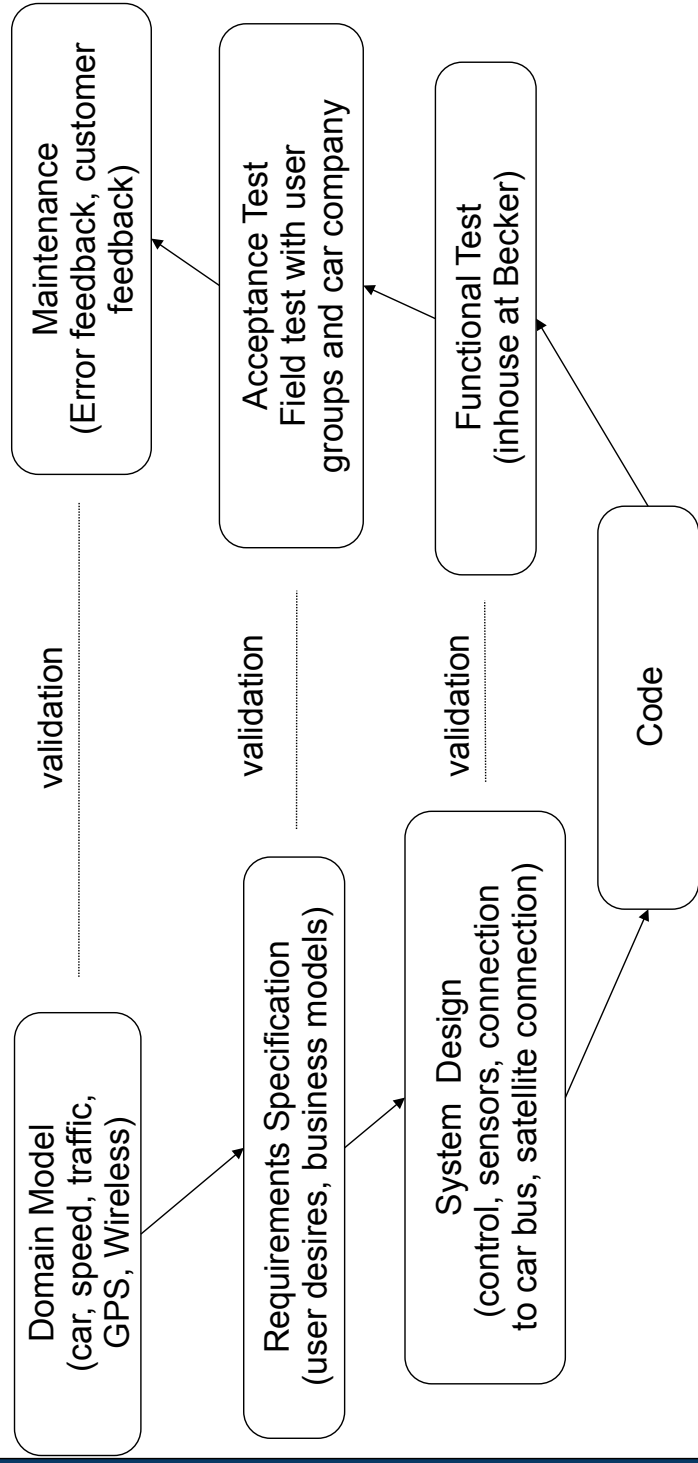 Domain Model
(car, speed, traffic,
GPS, Wireless)
validation
Maintenance
(Error feedback, customer
feedback)
Requirements Specification
(user desires, business models)
validation
Acceptance Test
Field test with user
groups and car company
System Design
(control, sensors, connection
to car bus, satellite connection)
validation
Functional Test
(inhouse at Becker)
Code